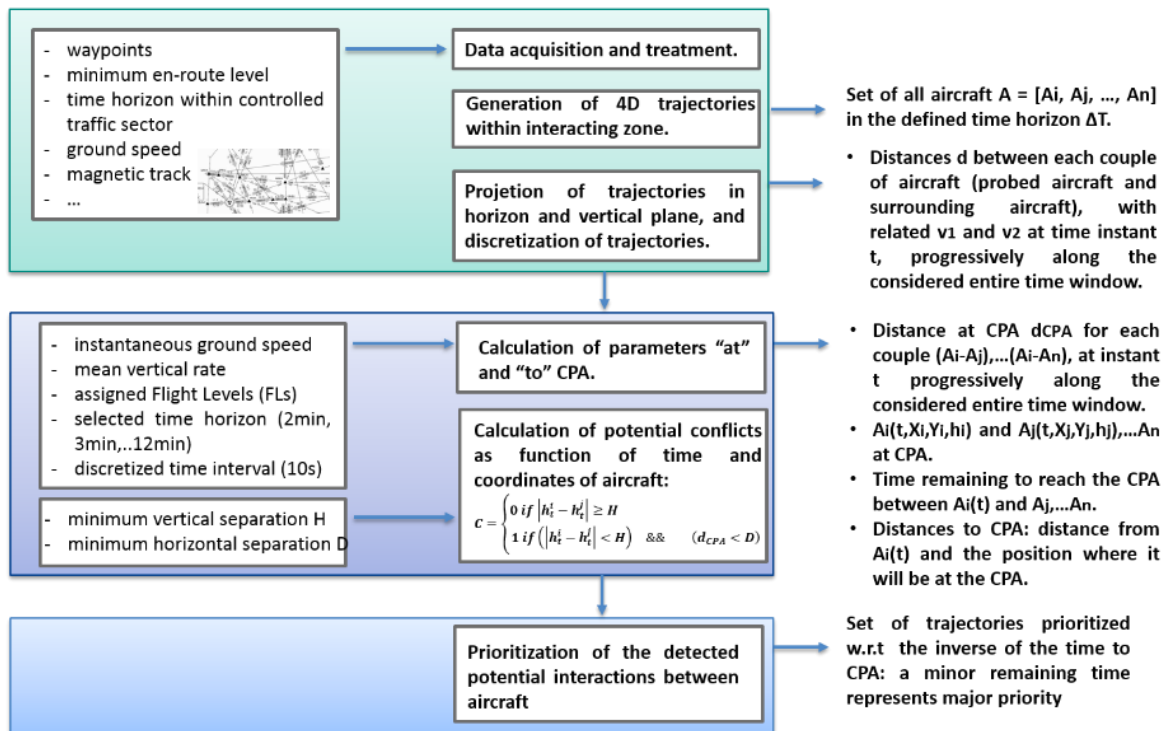 - waypoints
- minimum en-route level
- time horizon within controlled
traffic sector
- ground speed
- magnetic track
- ...
Data acquisition and treatment.
Generation of 4D trajectories
within interacting zone.
Projetion of trajectories in
horizon and vertical plane, and
discretization of trajectories.
Set of all aircraft A = [Ai, Aj, ..., An]
in the defined time horizon ΔT.
• Distances d between each couple
of aircraft (probed aircraft and
surrounding aircraft), with
related v1 and v2 at time instant
t, progressively along the
considered entire time window.
- instantaneous ground speed
- mean vertical rate
- assigned Flight Levels (FLs)
- selected time horizon (2min,
3min,..12min)
- discretized time interval (10s)
- minimum vertical separation H
- minimum horizontal separation D
Calculation of parameters “at”
and “to” CPA.
Calculation of potential conflicts
as function of time and
coordinates of aircraft:
C = { 0 if |h_t^i − h_t^j| ≥ H
1 if (|h_t^i − h_t^j| < H) && (d_CPA < D)
• Distance at CPA dCPA for each
couple (Ai-Aj),...(Ai-An), at instant
t progressively along the
considered entire time window.
• Ai(t,Xi,Yi,hi) and Aj(t,Xj,Yj,hj),...An
at CPA.
• Time remaining to reach the CPA
between Ai(t) and Aj,...An.
• Distances to CPA: distance from
Ai(t) and the position where it
will be at the CPA.
Prioritization of the detected
potential interactions between
aircraft
Set of trajectories prioritized
w.r.t the inverse of the time to
CPA: a minor remaining time
represents major priority